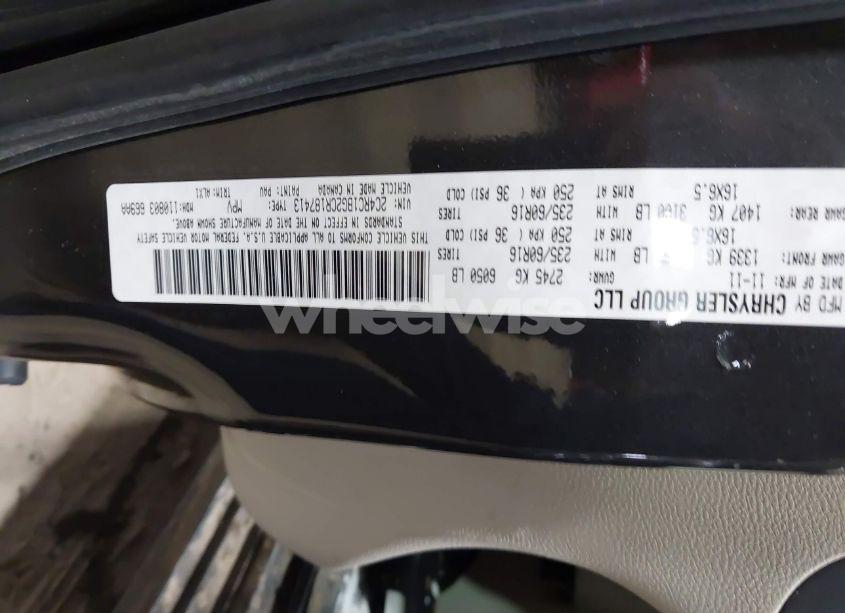 MFD BY CHRYSLER GROUP LLC
DATE OF MFR: 11-11 GVWR: 2745 KG 6050 LB
GAWR FRONT: TIRES RIMS AT
1339 KG LB WITH 235/60R16 16X6.5 250 KPA ( 36 PSI) COLD
GAWR REAR: TIRES RIMS AT
1407 KG 3100 LB WITH 235/60R16 16X6.5 250 KPA ( 36 PSI) COLD
THIS VEHICLE CONFORMS TO ALL APPLICABLE U.S.A. FEDERAL MOTOR VEHICLE SAFETY
STANDARDS IN EFFECT ON THE DATE OF MANUFACTURE SHOWN ABOVE.
VIN: 2C4RC1BG2CR187413 TYPE: MPV MDH: 110803 669AA
VEHICLE MADE IN CANADA PAINT: PAU TRIM: ALX1
wheelwise